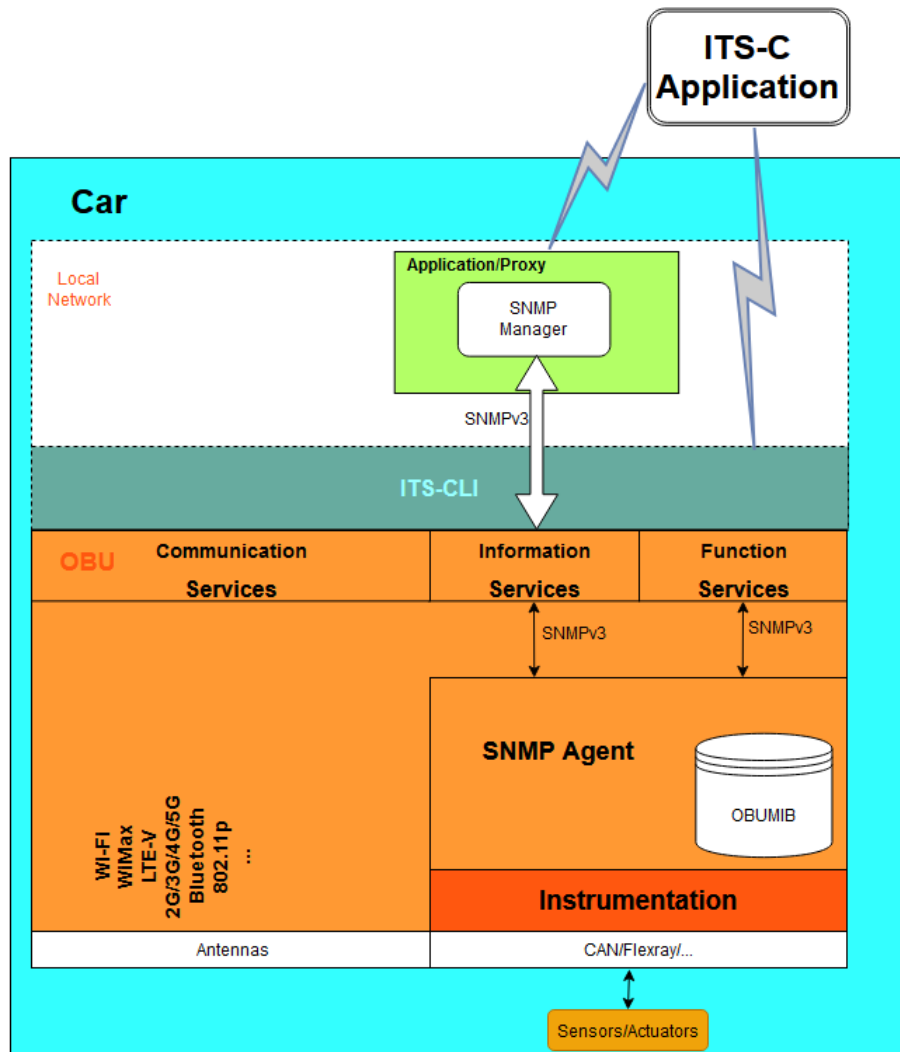 ITS-C
Application
Car
Local
Network
Application/Proxy
SNMP
Manager
SNMPv3
ITS-CLI
OBU
Communication
Services
Information
Services
Function
Services
SNMPv3
SNMPv3
SNMP Agent
OBUMIB
WI-FI
WIMax
LTE-V
2G/3G/4G/5G
Bluetooth
802.11p
...
Instrumentation
Antennas
CAN/Flexray/...
Sensors/Actuators